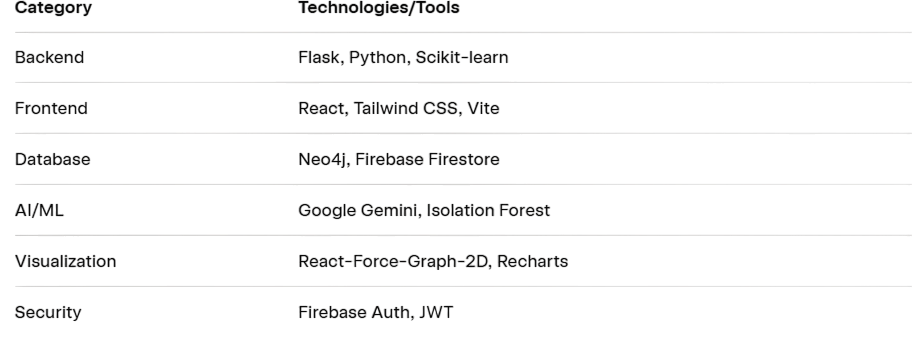 Category Technologies/Tools
Backend Flask, Python, Scikit-learn
Frontend React, Tailwind CSS, Vite
Database Neo4j, Firebase Firestore
AI/ML Google Gemini, Isolation Forest
Visualization React-Force-Graph-2D, Recharts
Security Firebase Auth, JWT